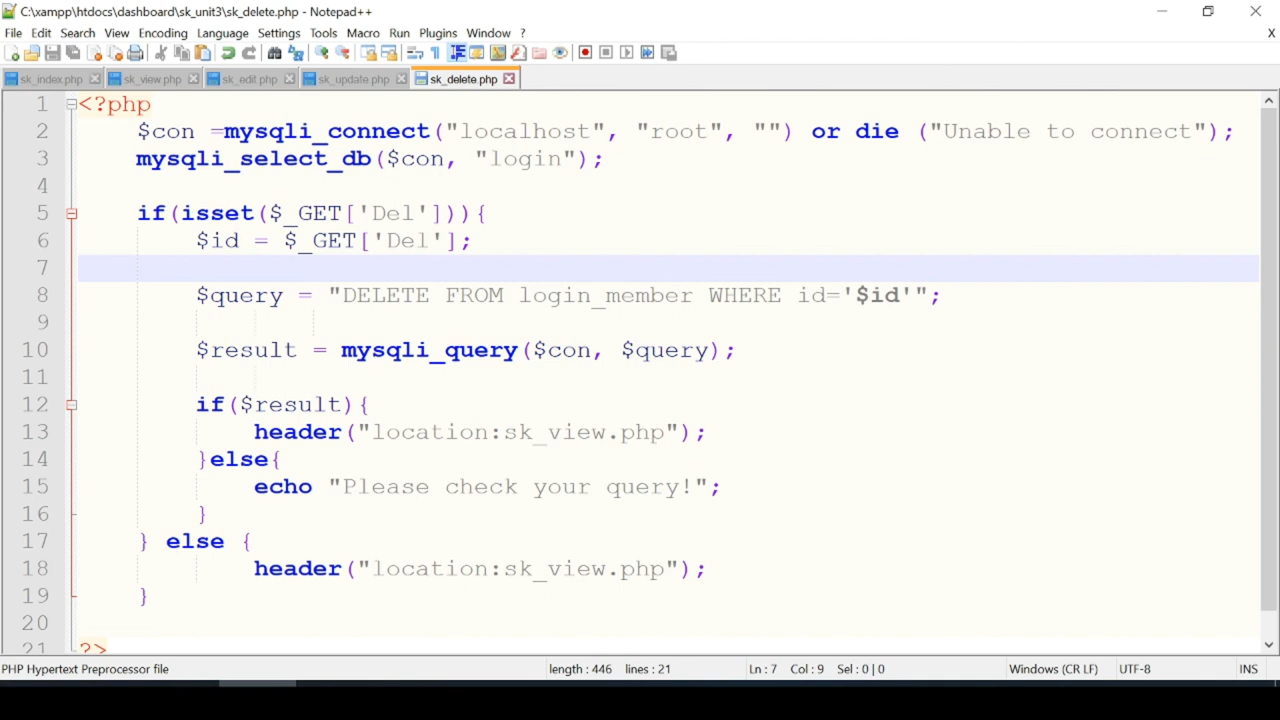 C:\xampp\htdocs\dashboard\sk_unit3\sk_delete.php - Notepad++
File Edit Search View Encoding Language Settings Tools Macro Run Plugins Window ? X
sk_index.php sk_view.php sk_edit.php sk_update.php sk_delete.php
1 <?php
2 $con =mysqli_connect("localhost", "root", "") or die ("Unable to connect");
3 mysqli_select_db($con, "login");
4
5 if(isset($_GET['Del'])){
6 $id = $_GET['Del'];
7
8 $query = "DELETE FROM login_member WHERE id='$id'";
9
10 $result = mysqli_query($con, $query);
11
12 if($result){
13 header("location:sk_view.php");
14 }else{
15 echo "Please check your query!";
16 }
17 } else {
18 header("location:sk_view.php");
19 }
20
21 ?>
PHP Hypertext Preprocessor file length : 446 lines : 21 Ln : 7 Col : 9 Sel : 0 | 0 Windows (CR LF) UTF-8 INS